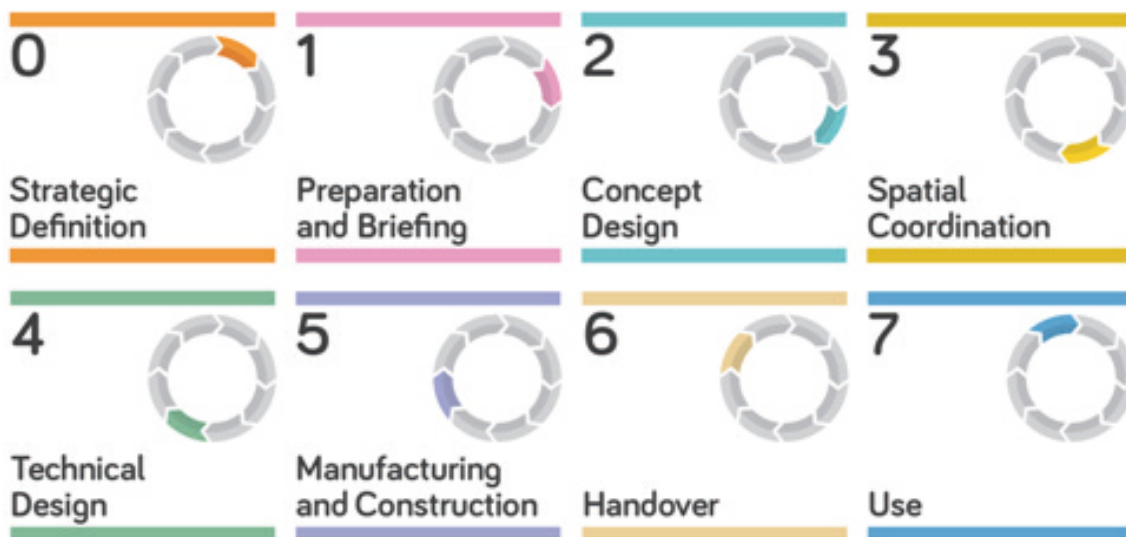 0
Strategic
Definition
1
Preparation
and Briefing
2
Concept
Design
3
Spatial
Coordination
4
Technical
Design
5
Manufacturing
and Construction
6
Handover
7
Use